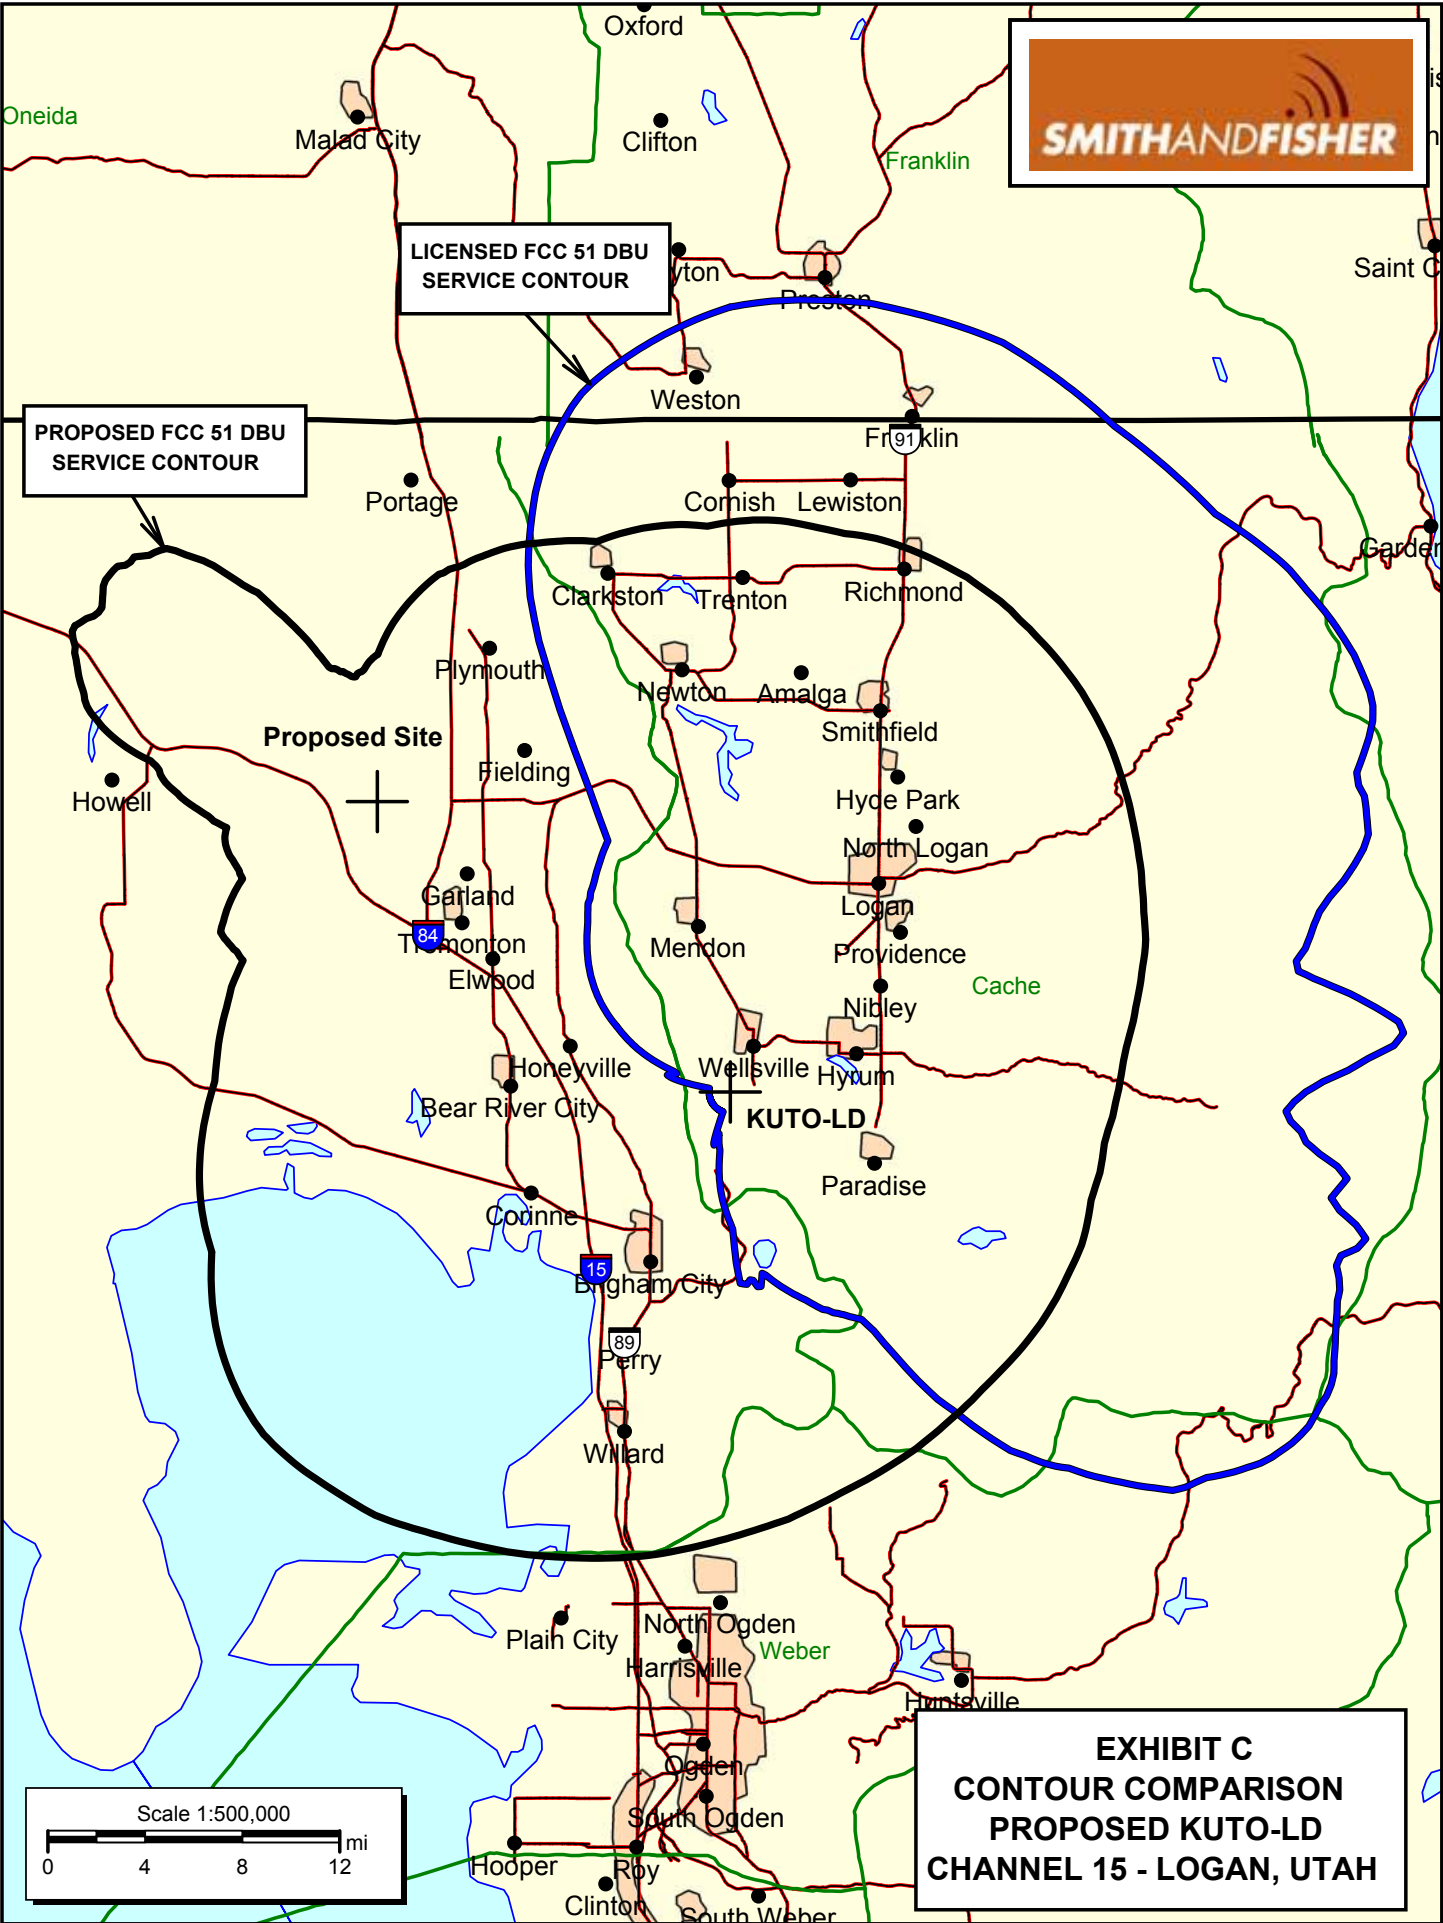 Oxford
Oneida
Malad City
Clifton
SMITHANDFISHER
Franklin
LICENSED FCC 51 DBU
SERVICE CONTOUR
yton
Preston
Saint C
Weston
PROPOSED FCC 51 DBU
SERVICE CONTOUR
Franklin
91
Portage
Cornish
Lewiston
Garden
Clarkston
Trenton
Richmond
Plymouth
Newton
Amalga
Smithfield
Proposed Site
Fielding
Howell
Hyde Park
North Logan
Garland
Logan
84
Tremonton
Mendon
Providence
Elwood
Cache
Nibley
Honeyville
Wellsville
Hyrum
Bear River City
KUTO-LD
Paradise
Corinne
15
Brigham City
89
Perry
Willard
North Ogden
Plain City
Weber
Harrisville
Huntsville
Ogden
South Ogden
Hooper
Roy
Clinton
South Weber
Scale 1:500,000
mi
0 4 8 12
EXHIBIT C
CONTOUR COMPARISON
PROPOSED KUTO-LD
CHANNEL 15 - LOGAN, UTAH